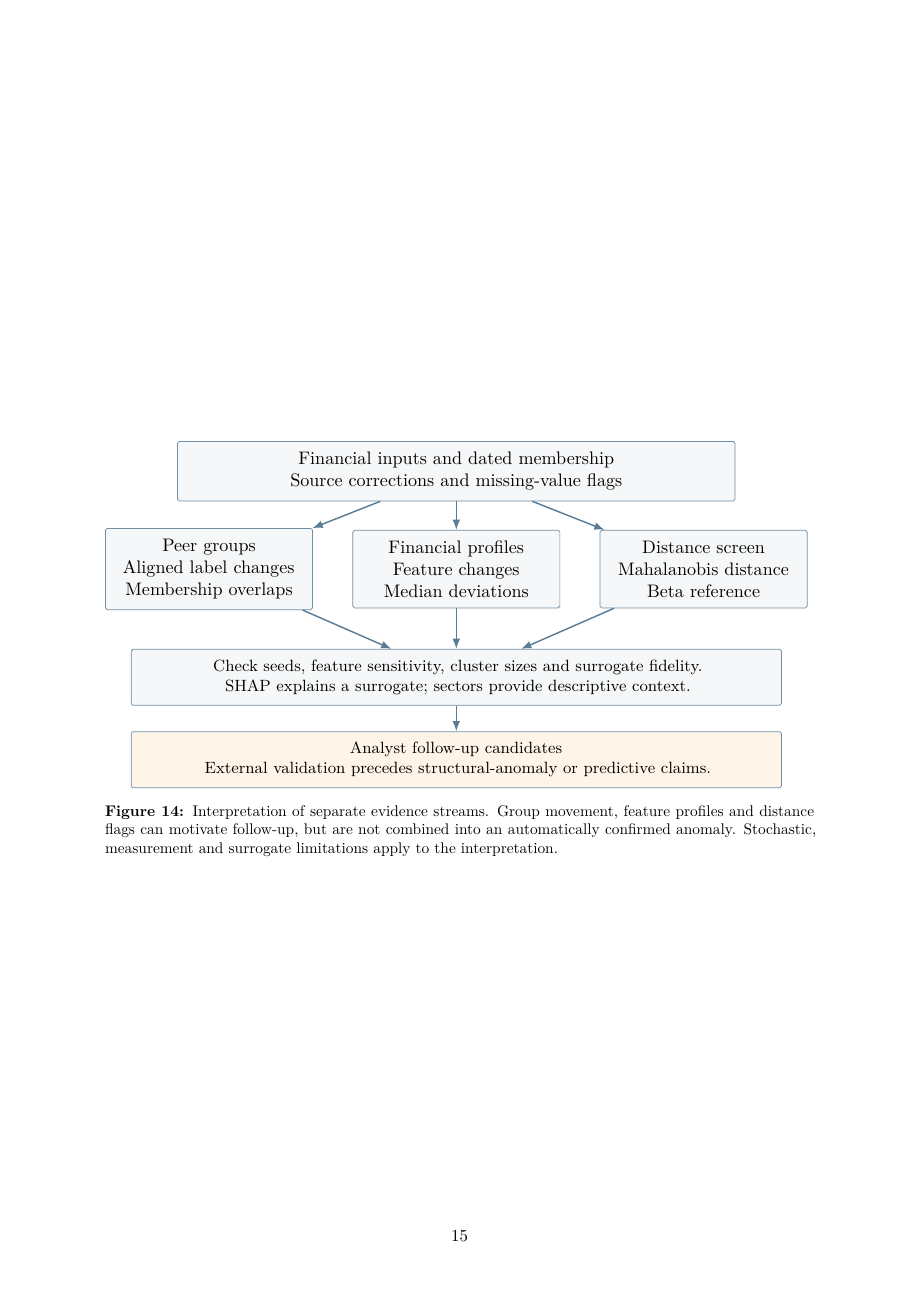 Financial inputs and dated membership
Source corrections and missing-value flags
Peer groups
Aligned label changes
Membership overlaps
Financial profiles
Feature changes
Median deviations
Distance screen
Mahalanobis distance
Beta reference
Check seeds, feature sensitivity, cluster sizes and surrogate fidelity.
SHAP explains a surrogate; sectors provide descriptive context.
Analyst follow-up candidates
External validation precedes structural-anomaly or predictive claims.
Figure 14: Interpretation of separate evidence streams. Group movement, feature profiles and distance
flags can motivate follow-up, but are not combined into an automatically confirmed anomaly. Stochastic,
measurement and surrogate limitations apply to the interpretation.
15